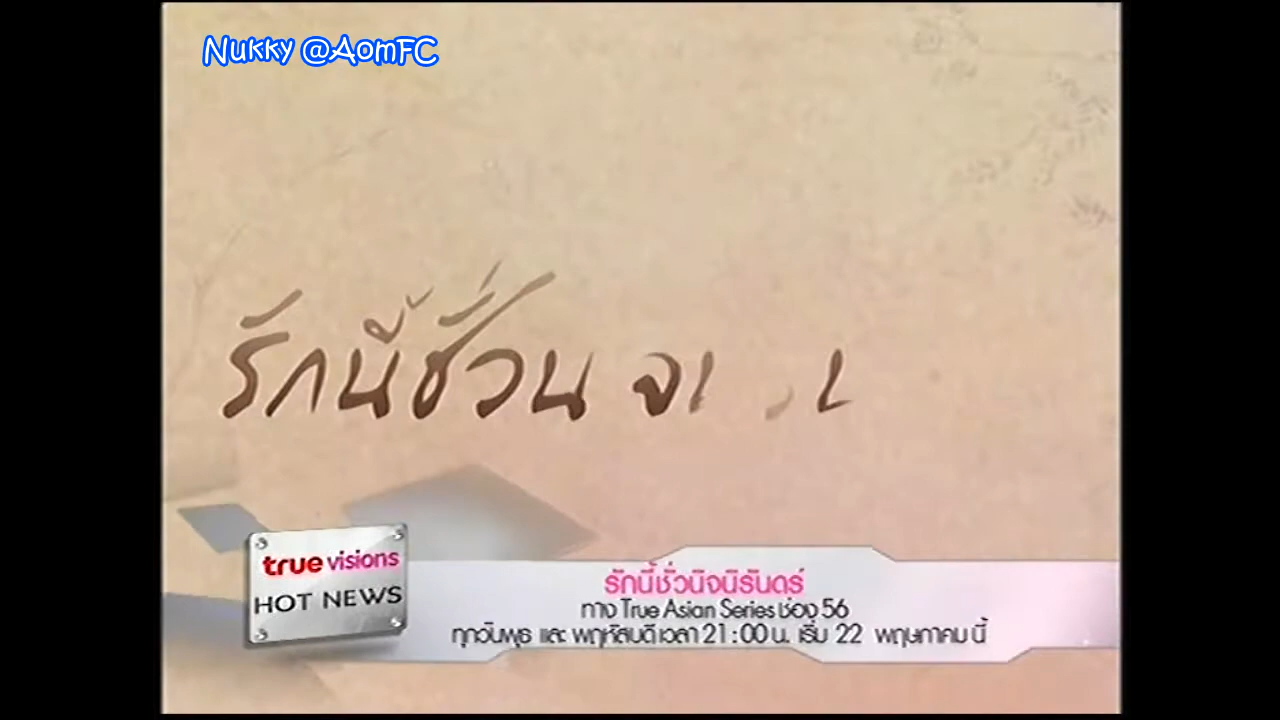 Nukky @AomFC
รักนี้ชั่วน
true visions
HOT NEWS
รักนี้ชั่วนิจนิรันดร์
ทาง True Asian Series ช่อง 56
ทุกวันพุธ และ พฤหัสบดี เวลา 21:00 น. เริ่ม 22 พฤษภาคม นี้